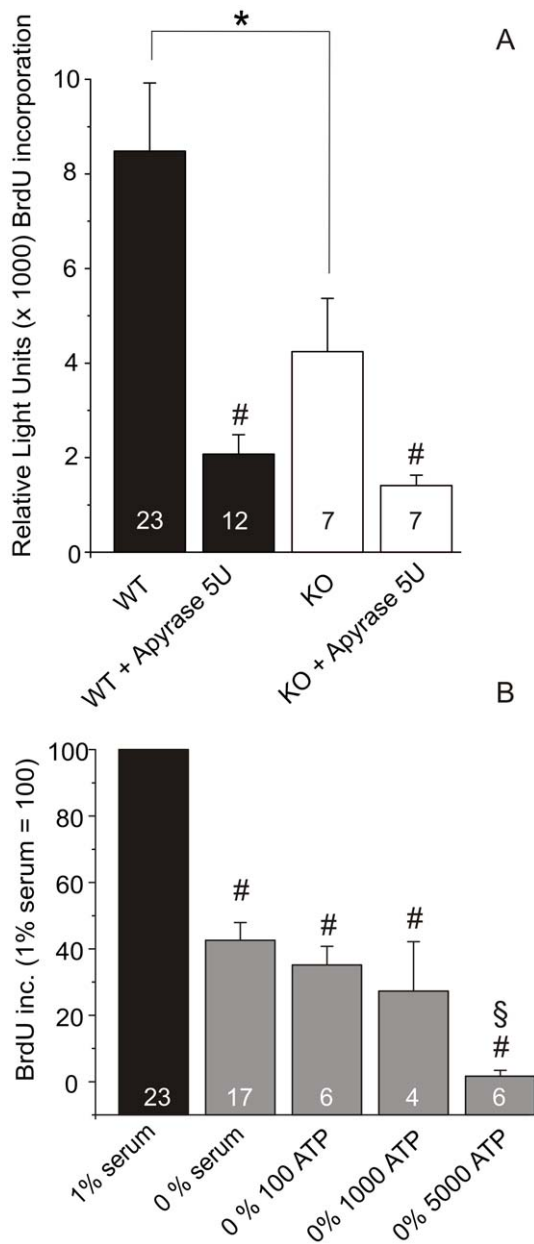 A
*
Relative Light Units (x 1000) BrdU incorporation
10
8
6
4
2
0
#
#
23
12
7
7
WT
WT + Apyrase 5U
KO
KO + Apyrase 5U
B
BrdU inc. (1% serum = 100)
100
80
60
40
20
0
#
#
#
§
#
23
17
6
4
6
1% serum
0 % serum
0 % 100 ATP
0% 1000 ATP
0% 5000 ATP